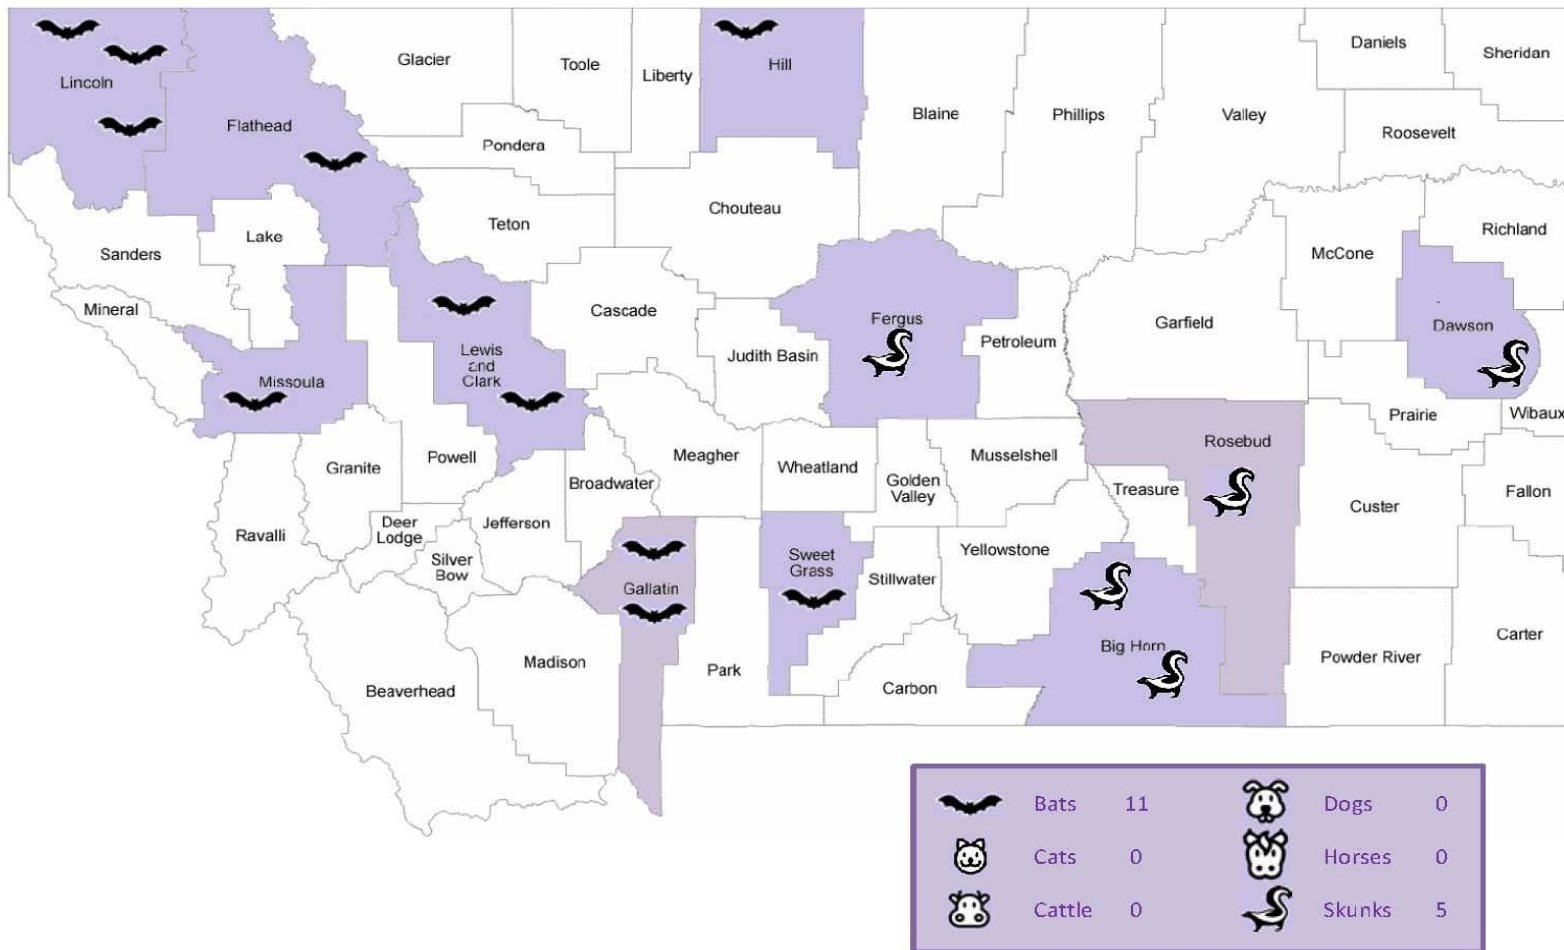 Daniels
Sheridan
Glacier
Toole
Liberty
Hill
Lincoln
Blaine
Phillips
Valley
Flathead
Roosevelt
Pondera
Chouteau
Teton
Richland
Lake
Sanders
McCone
Mineral
Cascade
Fergus
Garfield
Dawson
Petroleum
Judith Basin
Lewis
and
Clark
Missoula
Prairie
Wibaux
Rosebud
Meagher
Musselshell
Powell
Granite
Wheatland
Golden
Valley
Broadwater
Treasure
Fallon
Custer
Jefferson
Deer
Lodge
Ravalli
Yellowstone
Sweet
Grass
Silver
Bow
Stillwater
Gallatin
Carter
Big Horn
Powder River
Madison
Park
Carbon
Beaverhead
Bats 11
Dogs 0
Cats 0
Horses 0
Cattle 0
Skunks 5